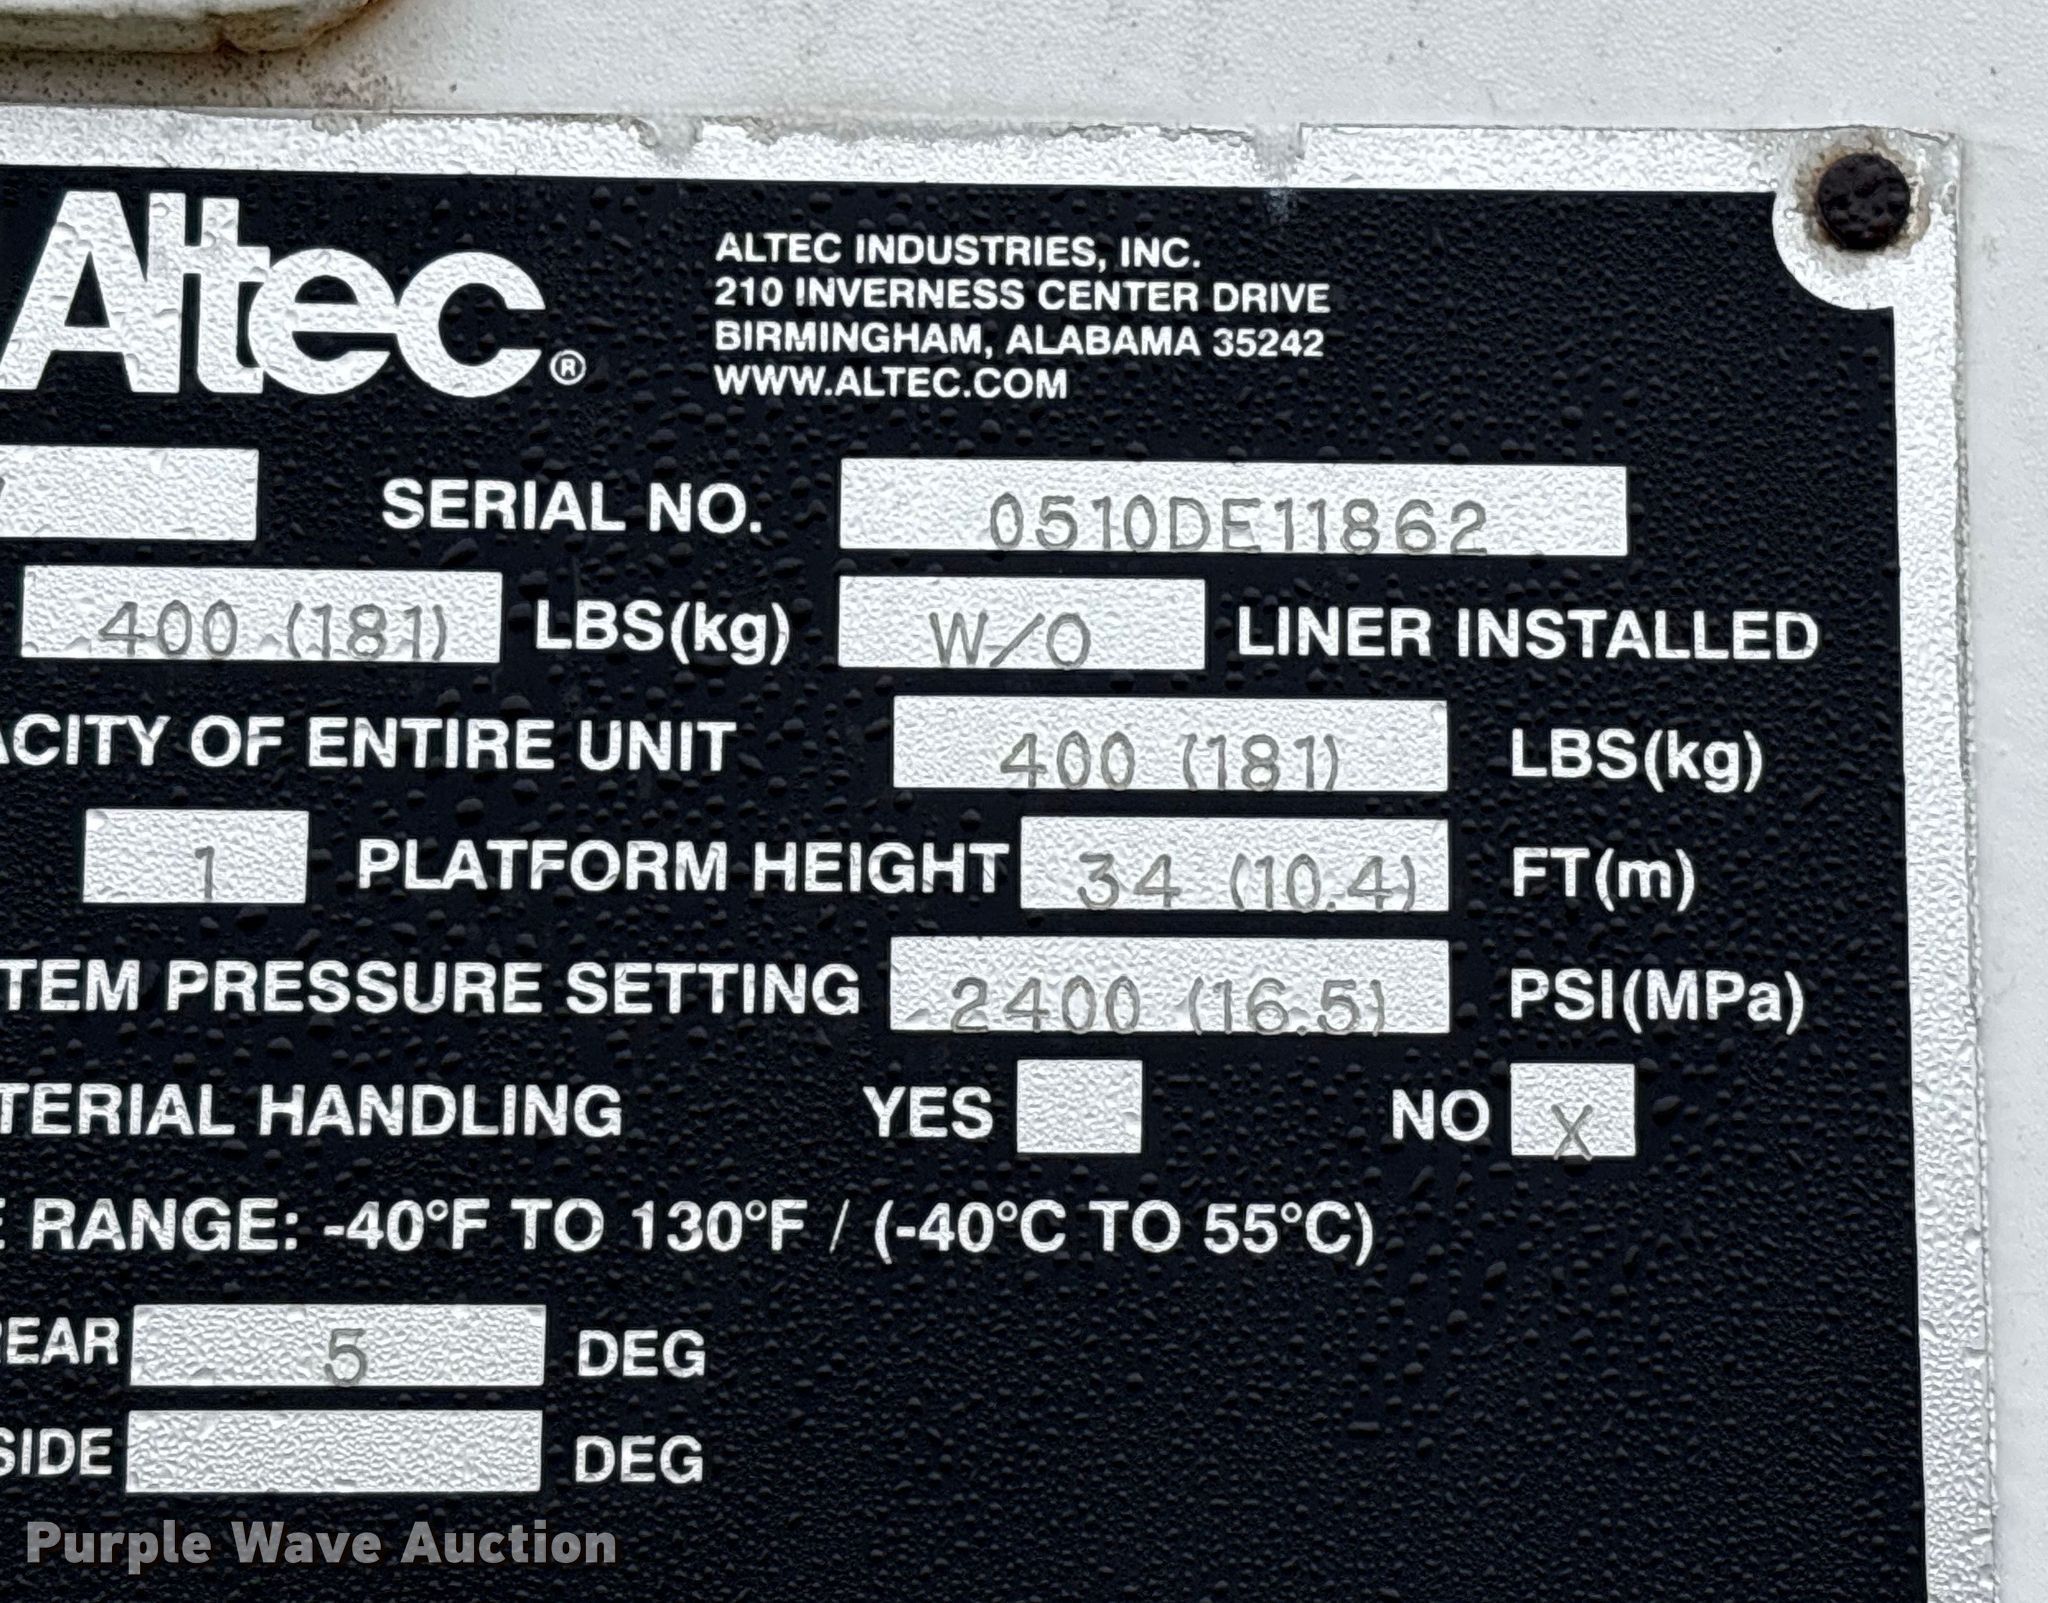 Altec®
ALTEC INDUSTRIES, INC.
210 INVERNESS CENTER DRIVE
BIRMINGHAM, ALABAMA 35242
WWW.ALTEC.COM
SERIAL NO. 0510DE11862
400 (181) LBS(kg) W/O LINER INSTALLED
ACITY OF ENTIRE UNIT 400 (181) LBS(kg)
1 PLATFORM HEIGHT 34 (10.4) FT(m)
TEM PRESSURE SETTING 2400 (16.5) PSI(MPa)
TERIAL HANDLING YES NO X
E RANGE: -40°F TO 130°F / (-40°C TO 55°C)
REAR 5 DEG
SIDE DEG
Purple Wave Auction